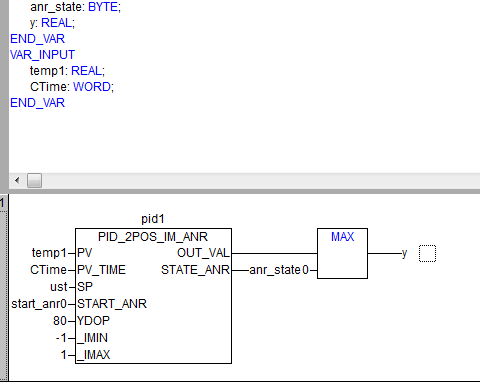 anr_state: BYTE;
y: REAL;
END_VAR
VAR_INPUT
temp1: REAL;
CTime: WORD;
END_VAR
1
pid1
PID_2POS_IM_ANR
MAX
temp1 PV OUT_VAL y
CTime PV_TIME STATE_ANR anr_state0
ust SP
start_anr0 START_ANR
80 YDOP
-1 _IMIN
1 _IMAX